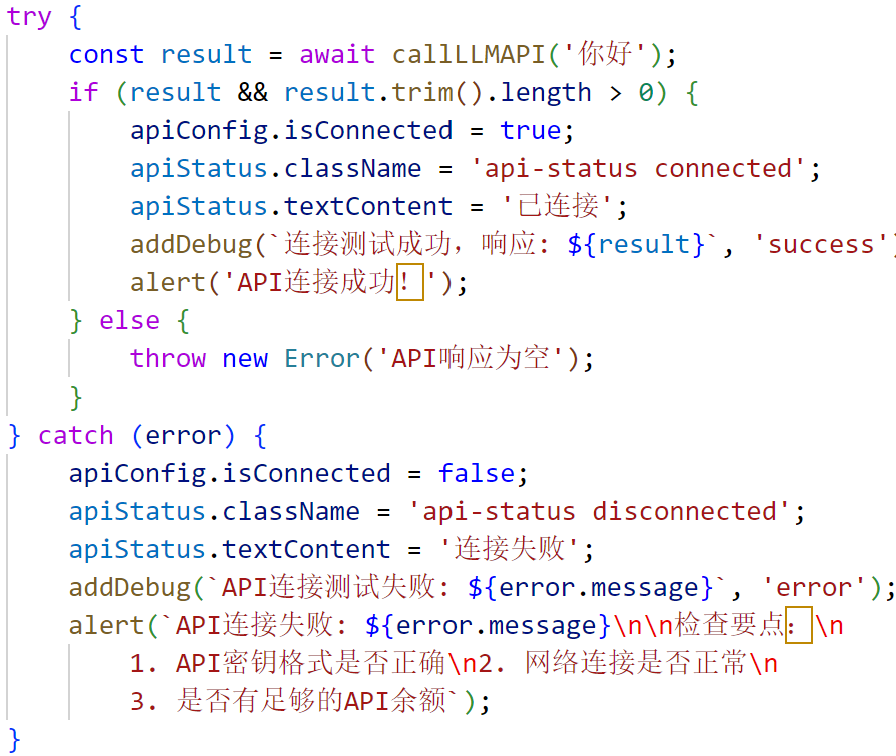 try {
    const result = await callLLMAPI('你好');
    if (result && result.trim().length > 0) {
        apiConfig.isConnected = true;
        apiStatus.className = 'api-status connected';
        apiStatus.textContent = '已连接';
        addDebug(`连接测试成功，响应: ${result}`, 'success')
        alert('API连接成功！');
    } else {
        throw new Error('API响应为空');
    }
} catch (error) {
    apiConfig.isConnected = false;
    apiStatus.className = 'api-status disconnected';
    apiStatus.textContent = '连接失败';
    addDebug(`API连接测试失败: ${error.message}`, 'error');
    alert(`API连接失败: ${error.message}\n\n检查要点：\n
        1. API密钥格式是否正确\n2. 网络连接是否正常\n
        3. 是否有足够的API余额`);
}